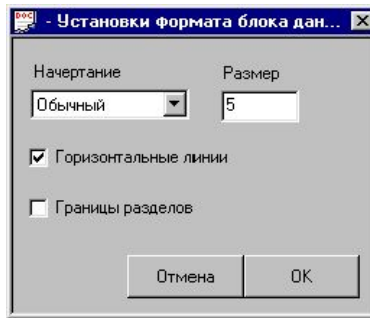 - Установки формата блока дан...
Начертание Размер
Обычный 5
Горизонтальные линии
Границы разделов
Отмена OK